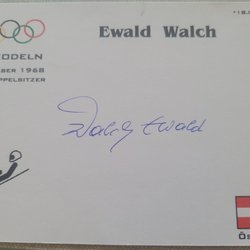 Ewald Walch
ODELN
BER 1968
PPELSITZER
Walch Ewald
Ös